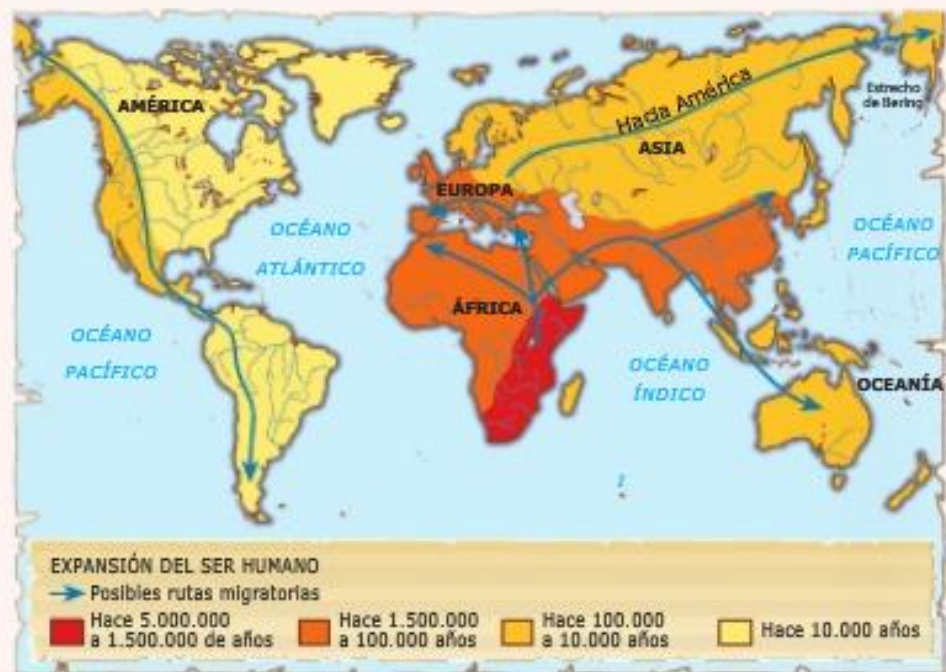 AMÉRICA
Hacia América
Estrecho
de Bering
ASIA
EUROPA
OCÉANO
ATLÁNTICO
OCÉANO
PACÍFICO
ÁFRICA
OCÉANO
PACÍFICO
OCÉANO
ÍNDICO
OCEANÍA
EXPANSIÓN DEL SER HUMANO
Posibles rutas migratorias
Hace 5.000.000
a 1.500.000 de años
Hace 1.500.000
a 100.000 años
Hace 100.000
a 10.000 años
Hace 10.000 años